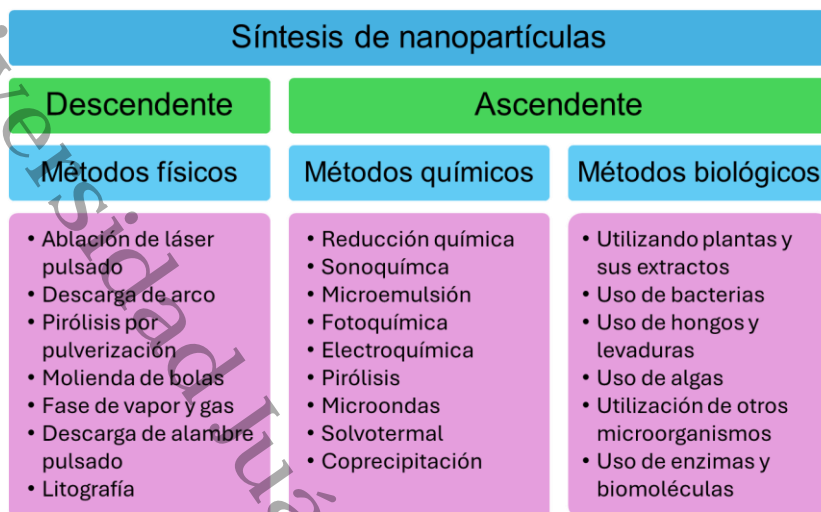 Síntesis de nanopartículas
Descendente
Ascendente
Métodos físicos
Métodos químicos
Métodos biológicos
• Ablación de láser
pulsado
• Descarga de arco
• Pirólisis por
pulverización
• Molienda de bolas
• Fase de vapor y gas
• Descarga de alambre
pulsado
• Litografía
• Reducción química
• Sonoquímca
• Microemulsión
• Fotoquímica
• Electroquímica
• Pirólisis
• Microondas
• Solvotermal
• Coprecipitación
• Utilizando plantas y
sus extractos
• Uso de bacterias
• Uso de hongos y
levaduras
• Uso de algas
• Utilización de otros
microorganismos
• Uso de enzimas y
biomoléculas
versidad Juá